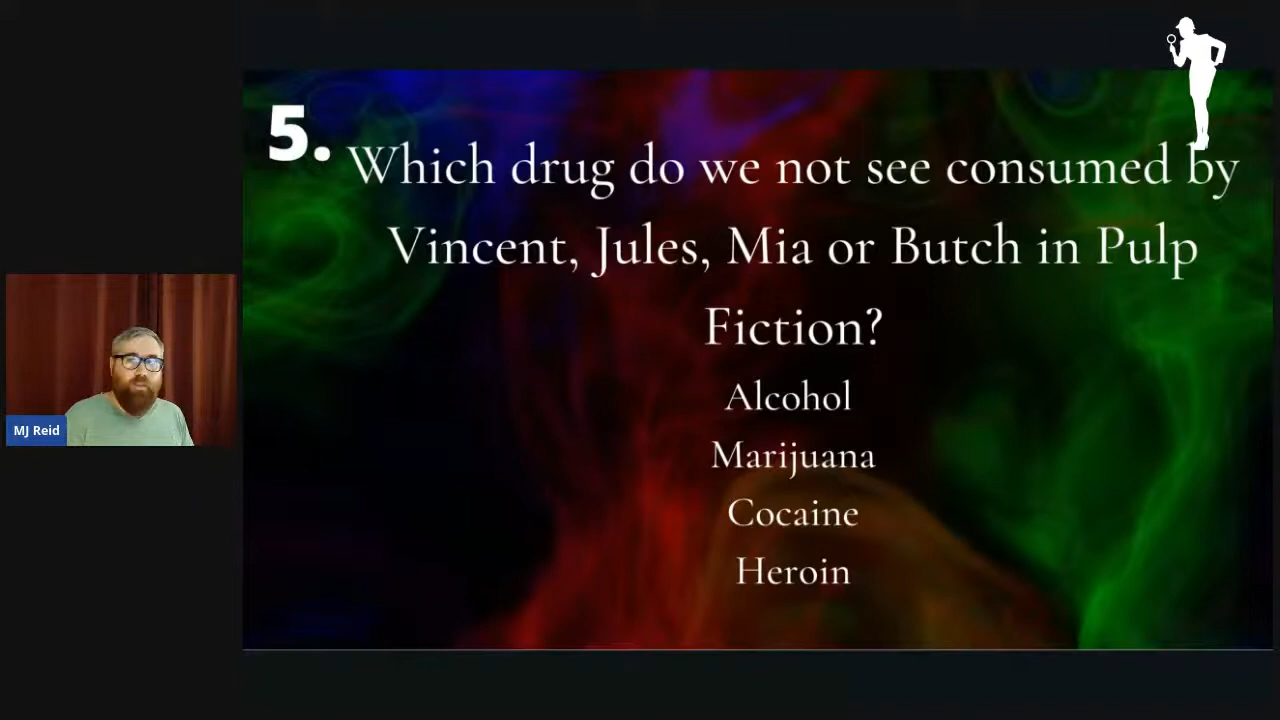 5.
Which drug do we not see consumed by
Vincent, Jules, Mia or Butch in Pulp
Fiction?
Alcohol
Marijuana
Cocaine
Heroin
MJ Reid